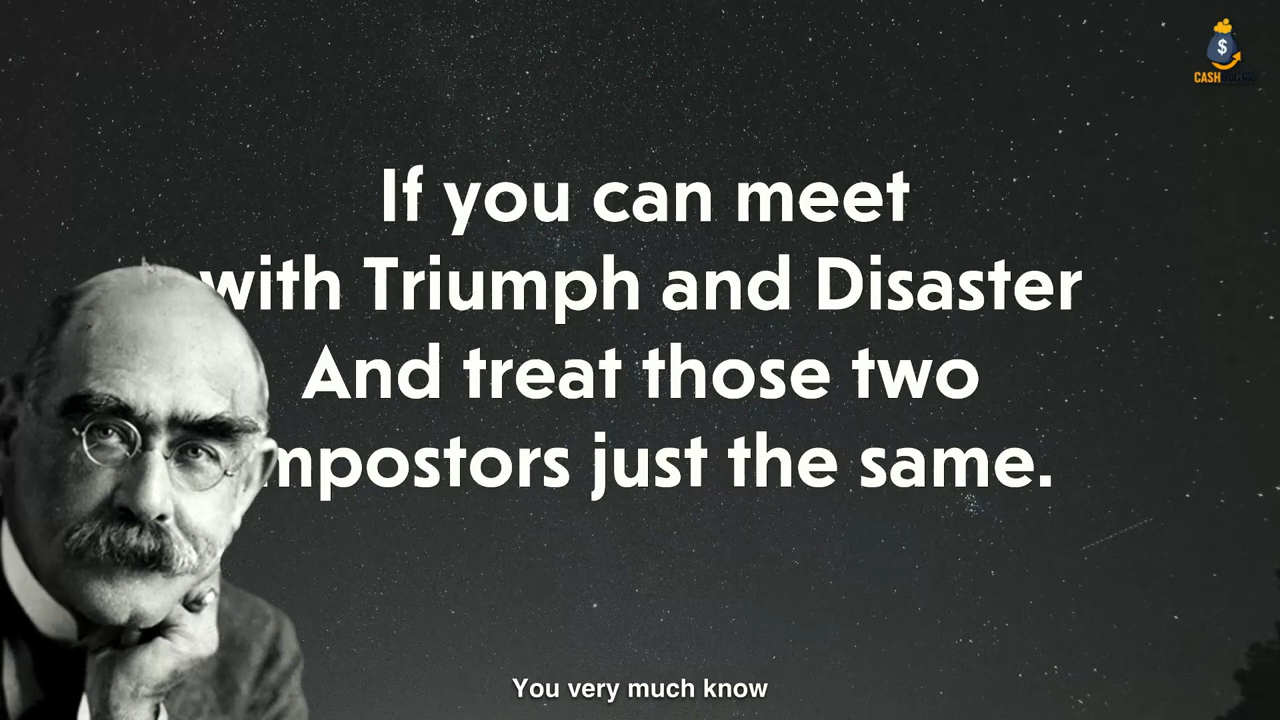 If you can meet
with Triumph and Disaster
And treat those two
mpostors just the same.
You very much know
CASH